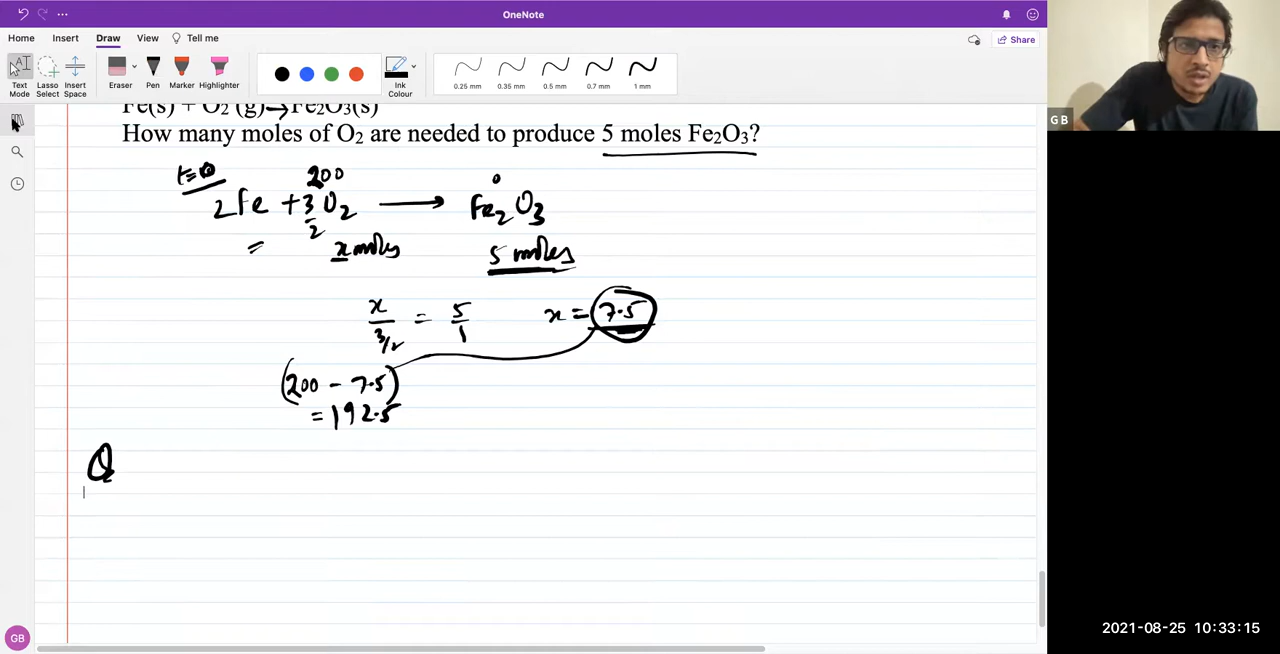 OneNote
Home Insert Draw View Tell me
Share
Text Mode Lasso Select Insert Space Eraser Pen Marker Highlighter Ink Colour 0.25 mm 0.35 mm 0.5 mm 0.7 mm 1 mm
GB
Fe(s) + O₂ (g)→Fe₂O₃(s)
How many moles of O₂ are needed to produce 5 moles Fe₂O₃?
t=0 200 0
2Fe + 3/2 O₂ ⟶ Fe₂O₃
= x moles 5 moles
x/(3/2) = 5/1 x = 7.5
(200 - 7.5)
= 192.5
Q
GB
2021-08-25 10:33:15